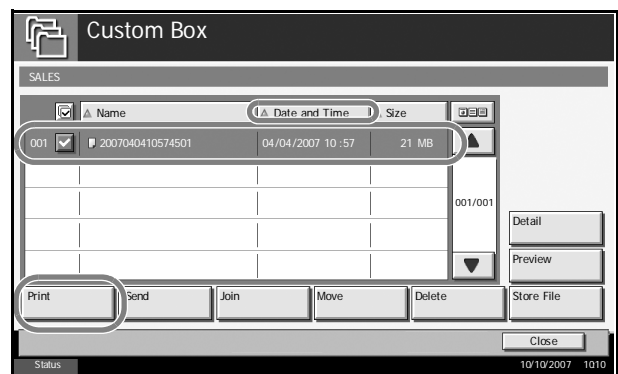 Custom Box
SALES
Name Date and Time Size
001 2007040410574501 04/04/2007 10:57 21 MB
001/001
Detail
Preview
Print Send Join Move Delete Store File
Close
Status 10/10/2007 1010